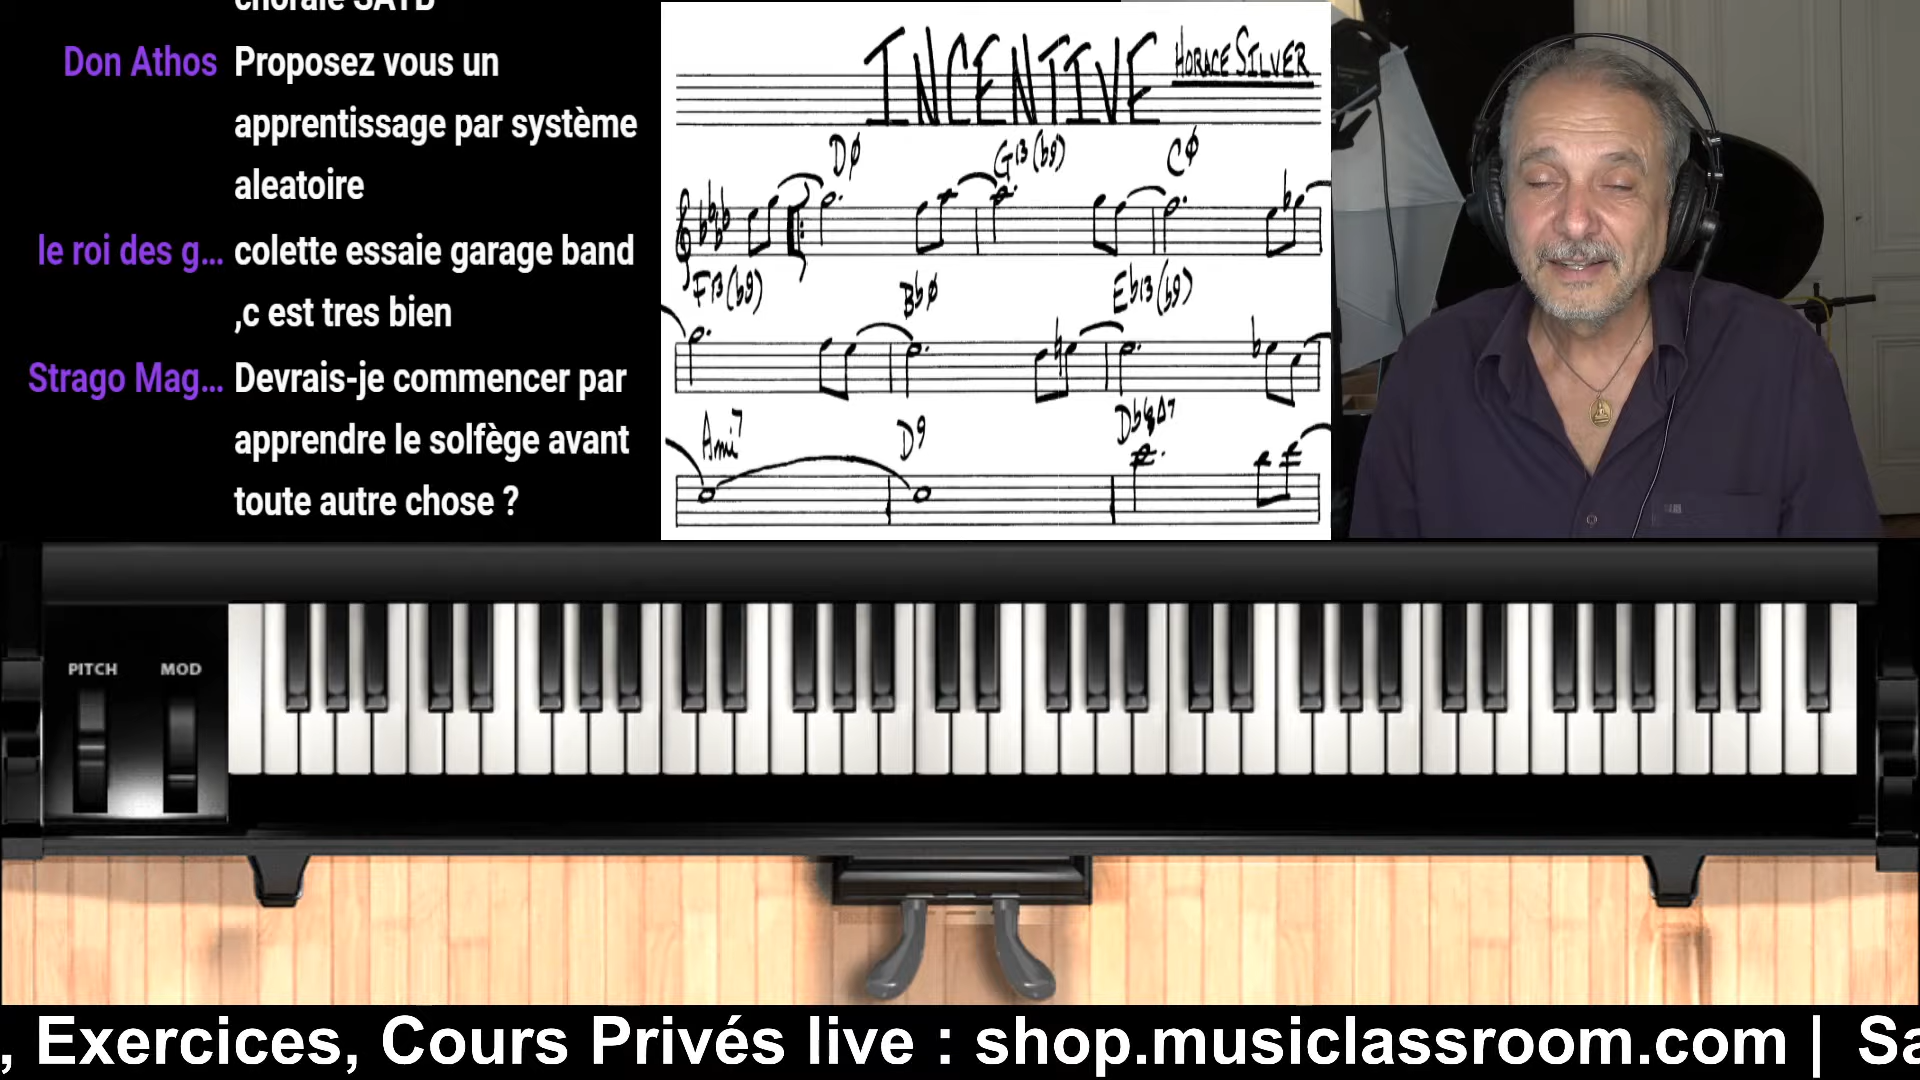 chorale SATB
Don Athos Proposez vous un
apprentissage par système
aleatoire
le roi des g... colette essaie garage band
,c est tres bien
Strago Mag... Devrais-je commencer par
apprendre le solfège avant
toute autre chose ?
INCENTIVE HORACE SILVER
Dø G13(b9) Cø
F13(b9) Bbø Eb13(b9)
Ami7 D9
PITCH MOD
, Exercices, Cours Privés live : shop.musiclassroom.com | Sa